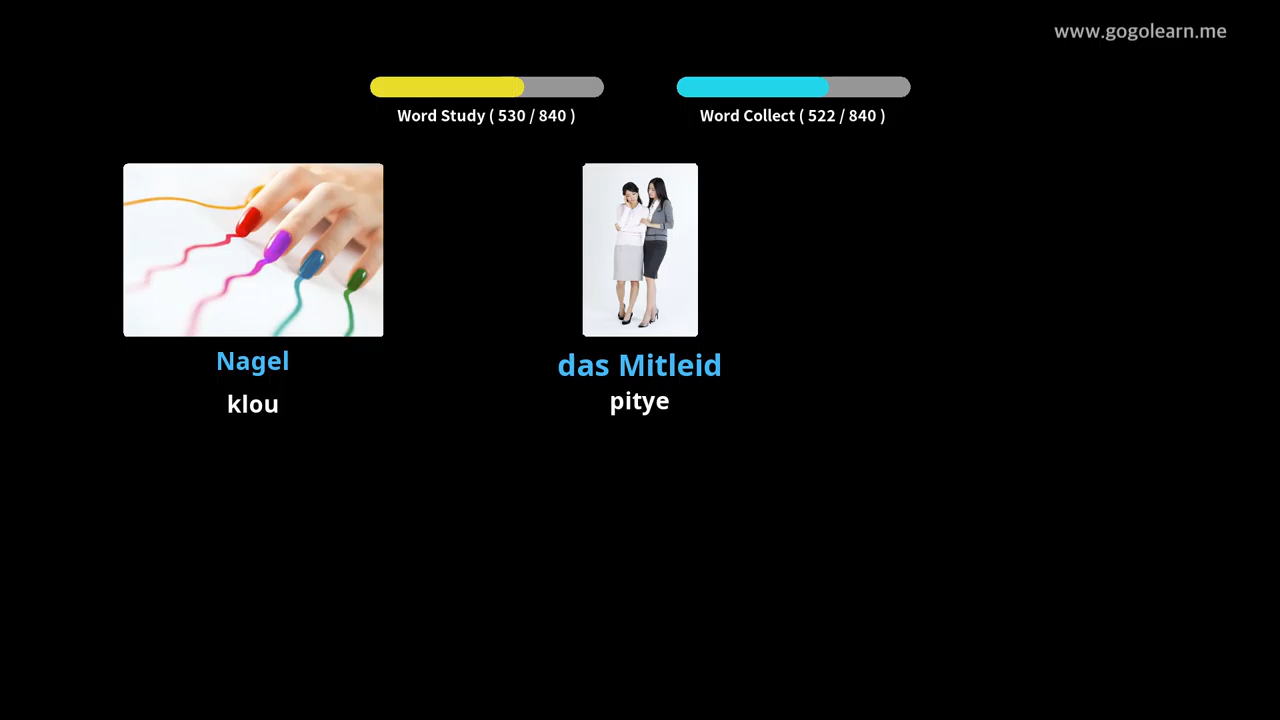 www.gogolearn.me
Word Study ( 530 / 840 )
Word Collect ( 522 / 840 )
Nagel
klou
das Mitleid
pitye